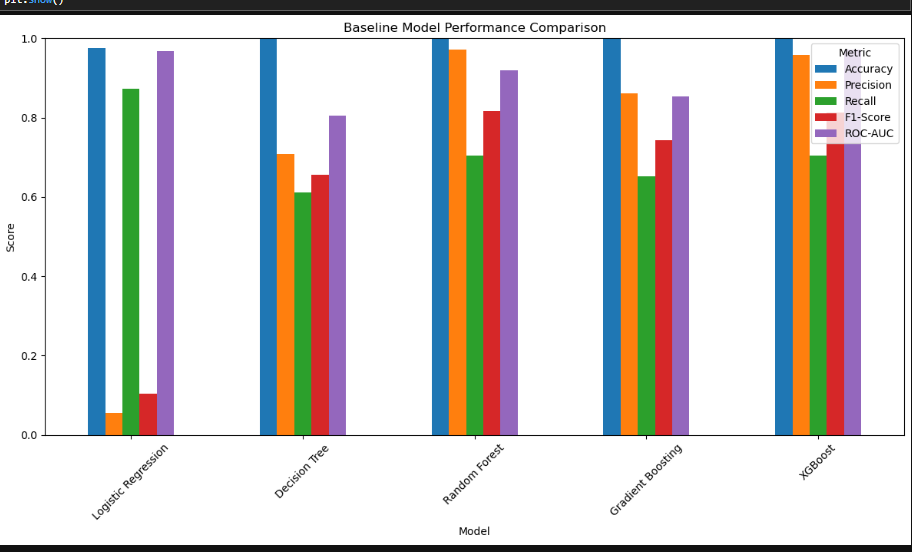 plt.show()
Baseline Model Performance Comparison
1.0
0.8
0.6
0.4
0.2
0.0
Score
Metric
Accuracy
Precision
Recall
F1-Score
ROC-AUC
Logistic Regression
Decision Tree
Random Forest
Gradient Boosting
XGBoost
Model